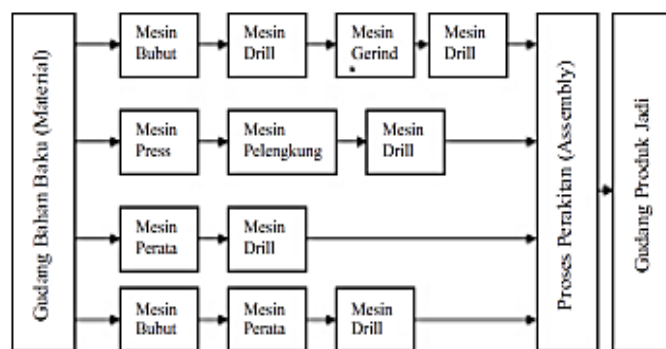 Gudang Bahan Baku (Material)
Mesin
Bubut
Mesin
Drill
Mesin
Gerind
Mesin
Drill
Mesin
Press
Mesin
Pelengkung
Mesin
Drill
Mesin
Perata
Mesin
Drill
Mesin
Bubut
Mesin
Perata
Mesin
Drill
Proses Perakitan (Assembly)
Gudang Produk Jadi